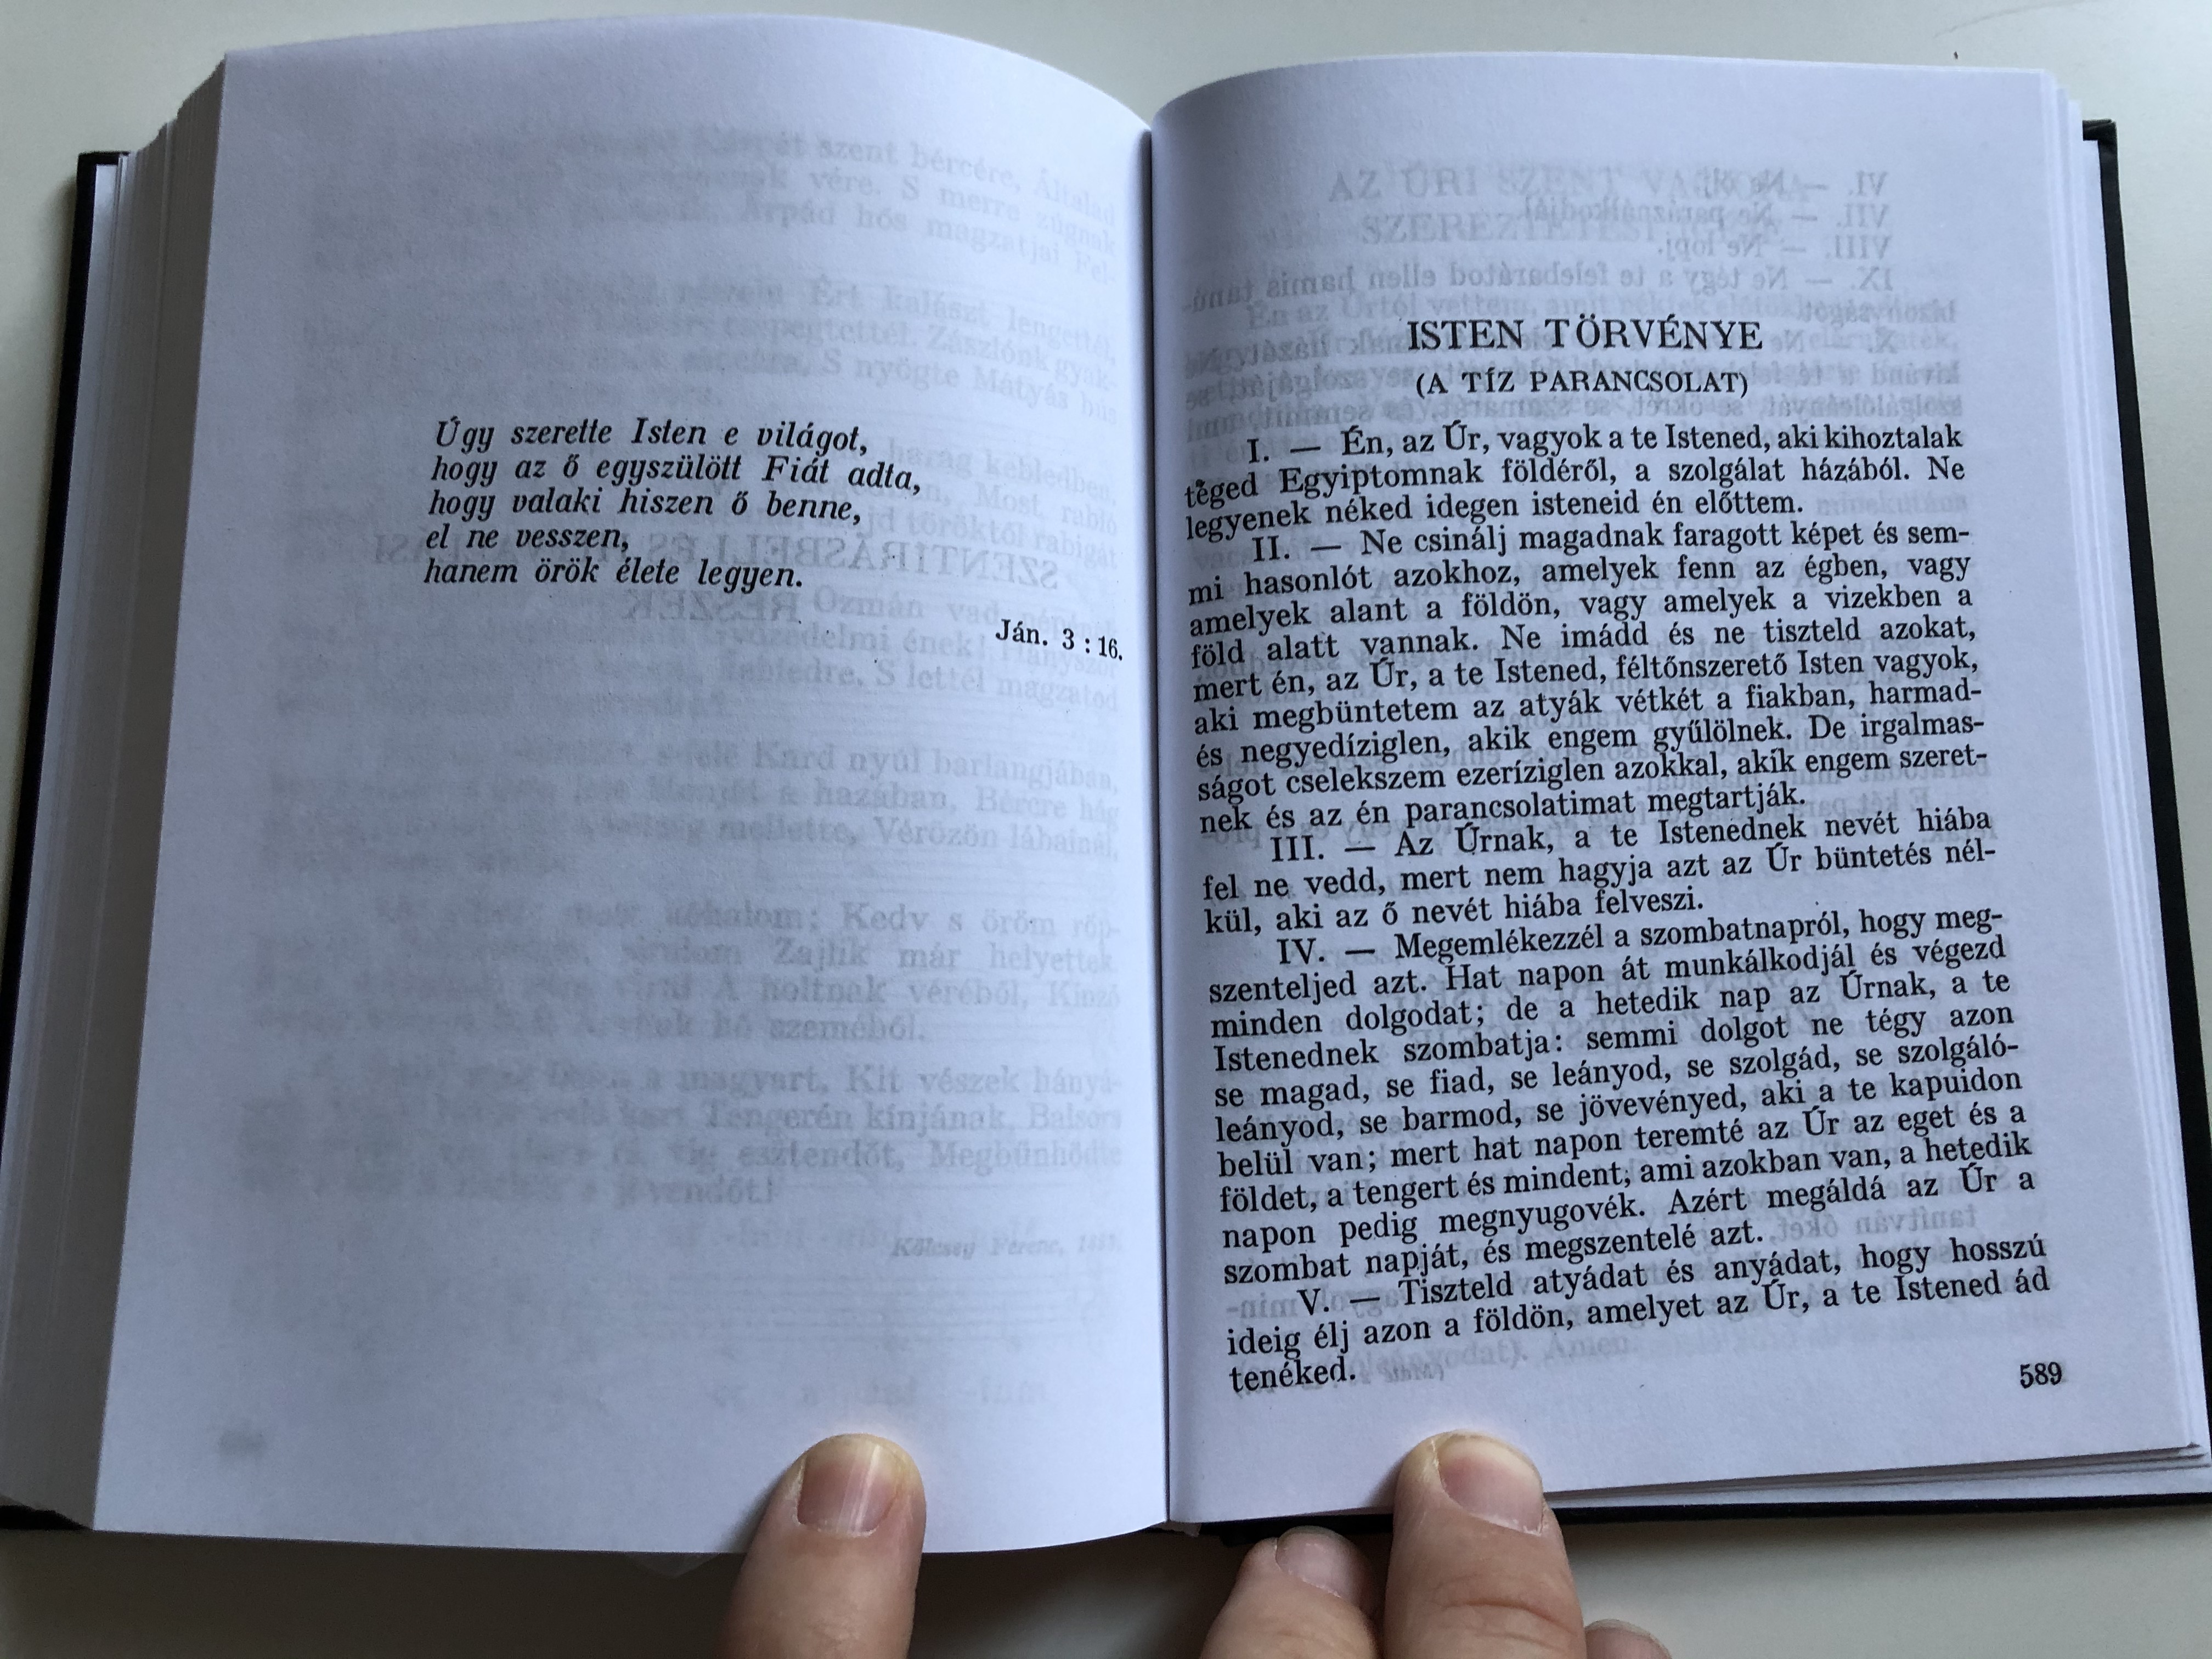 Úgy szerette Isten e világot,
hogy az ő egyszülött Fiát adta,
hogy valaki hiszen ő benne,
el ne vesszen,
hanem örök élete legyen.
Ján. 3 : 16.
ISTEN TÖRVÉNYE
(A TÍZ PARANCSOLAT)
I. — Én, az Úr, vagyok a te Istened, aki kihoztalak
téged Egyiptomnak földéről, a szolgálat házából. Ne
legyenek néked idegen isteneid én előttem.
II. — Ne csinálj magadnak faragott képet és sem-
mi hasonlót azokhoz, amelyek fenn az égben, vagy
amelyek alant a földön, vagy amelyek a vizekben a
föld alatt vannak. Ne imádd és ne tiszteld azokat,
mert én, az Úr, a te Istened, féltőnszerető Isten vagyok,
aki megbüntetem az atyák vétkét a fiakban, harmad-
és negyedíziglen, akik engem gyűlölnek. De irgalmas-
ságot cselekszem ezeríziglen azokkal, akik engem szeret-
nek és az én parancsolatimat megtartják.
III. — Az Úrnak, a te Istenednek nevét hiába
fel ne vedd, mert nem hagyja azt az Úr büntetés nél-
kül, aki az ő nevét hiába felveszi.
IV. — Megemlékezzél a szombatnapról, hogy meg-
szenteljed azt. Hat napon át munkálkodjál és végezd
minden dolgodat; de a hetedik nap az Úrnak, a te
Istenednek szombatja: semmi dolgot ne tégy azon
se magad, se fiad, se leányod, se szolgád, se szolgáló-
leányod, se barmod, se jövevényed, aki a te kapuidon
belül van; mert hat napon teremté az Úr az eget és a
földet, a tengert és mindent, ami azokban van, a hetedik
napon pedig megnyugovék. Azért megáldá az Úr a
szombat napját, és megszentelé azt.
V. — Tiszteld atyádat és anyádat, hogy hosszú
ideig élj azon a földön, amelyet az Úr, a te Istened ád
tenéked.
589